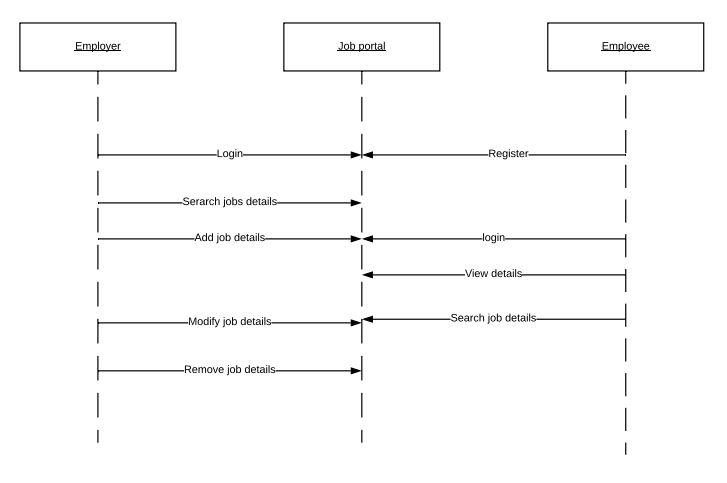 Employer
Job portal
Employee
Login
Register
Serarch jobs details
Add job details
login
View details
Search job details
Modify job details
Remove job details